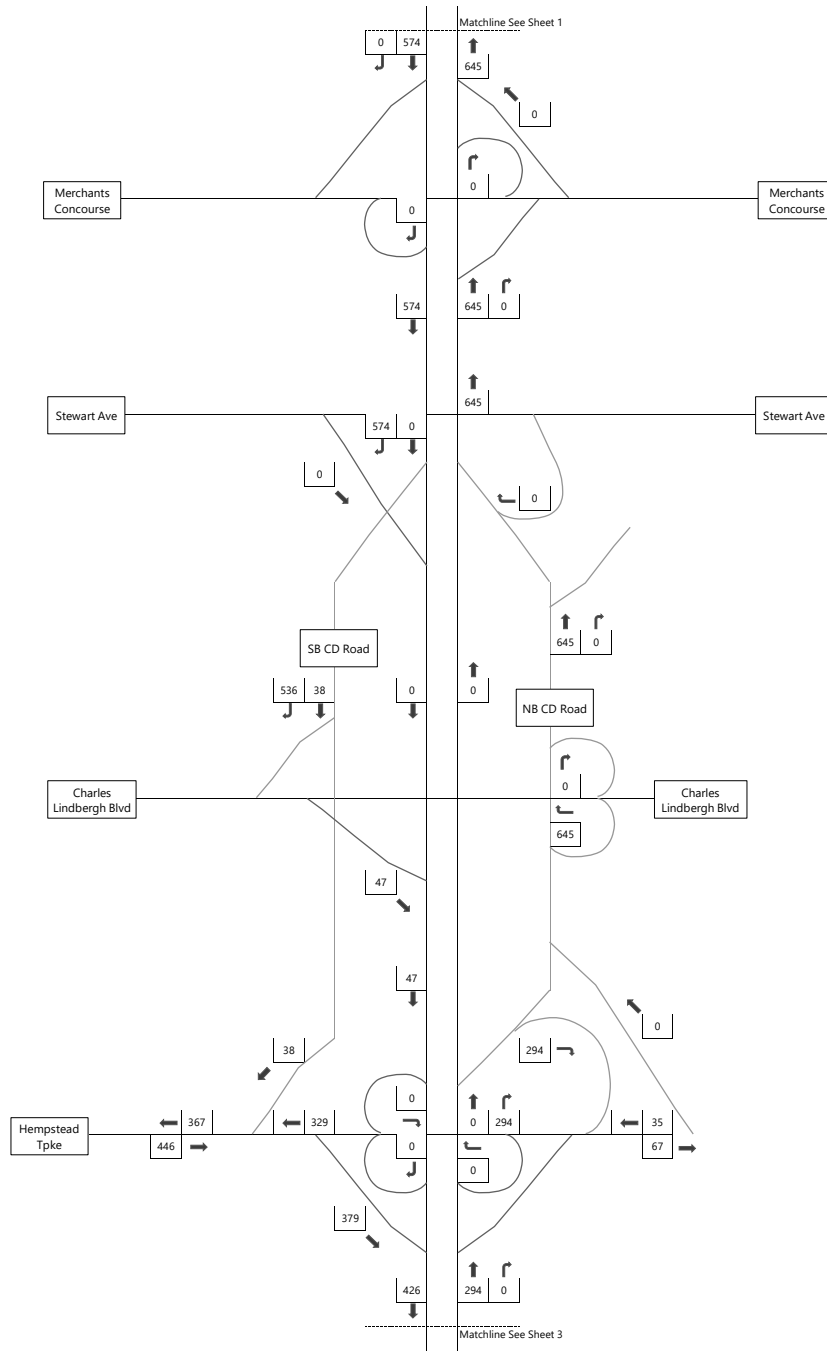 Matchline See Sheet 1
0 574
645
0
Merchants
Concourse
0
Merchants
Concourse
0
574
645 0
645
Stewart Ave
574 0
Stewart Ave
0
0
645 0
SB CD Road
536 38
0
0
NB CD Road
0
Charles
Lindbergh Blvd
Charles
Lindbergh Blvd
645
47
47
0
38
294
0
367
329
0 294
35
Hempstead
Tpke
446
0
0
67
379
426
294 0
Matchline See Sheet 3